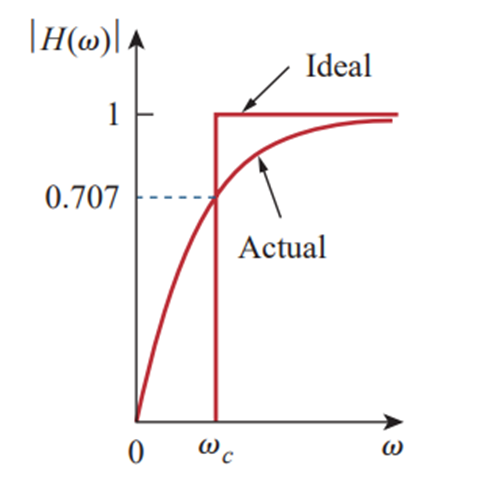 |H(ω)|
Ideal
1
0.707
Actual
0
ω_c
ω